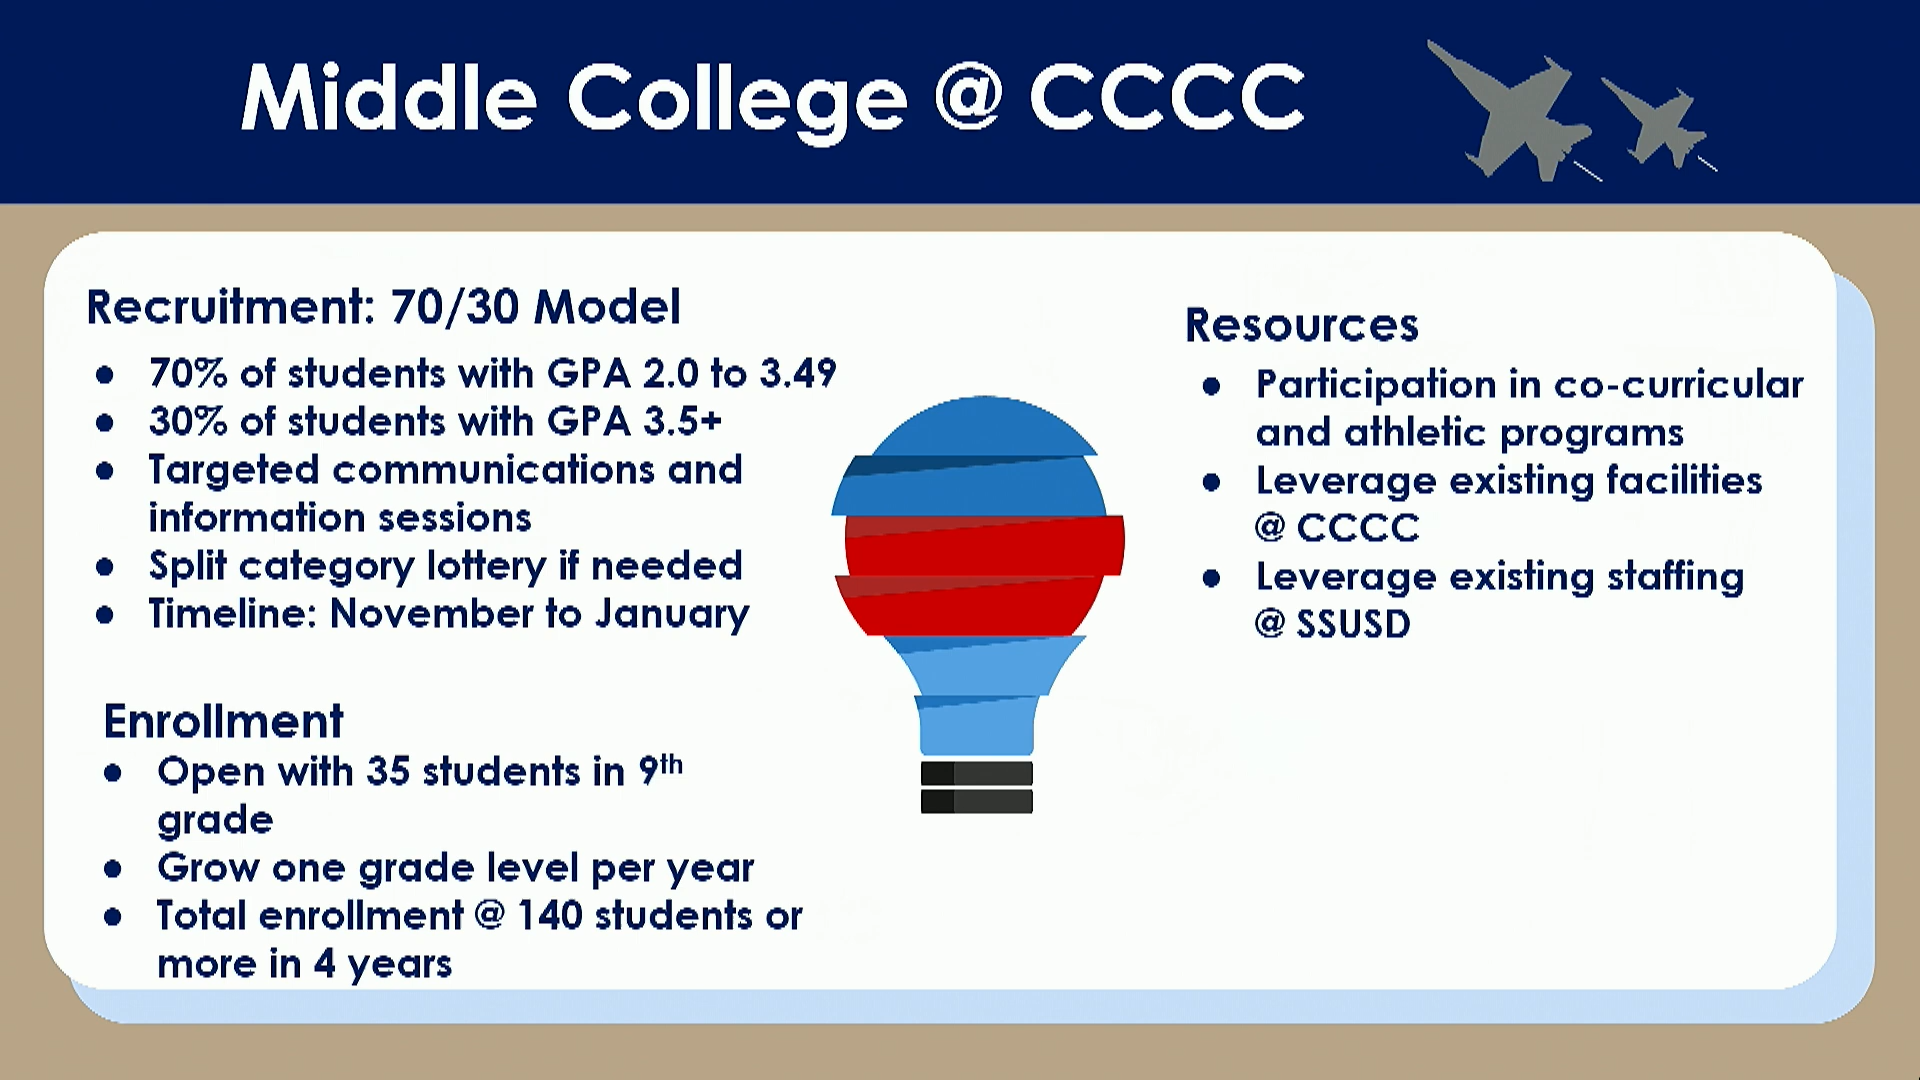 Middle College @ CCCC
Recruitment: 70/30 Model
● 70% of students with GPA 2.0 to 3.49
● 30% of students with GPA 3.5+
● Targeted communications and
information sessions
● Split category lottery if needed
● Timeline: November to January
Enrollment
● Open with 35 students in 9th
grade
● Grow one grade level per year
● Total enrollment @ 140 students or
more in 4 years
Resources
● Participation in co-curricular
and athletic programs
● Leverage existing facilities
@ CCCC
● Leverage existing staffing
@ SSUSD